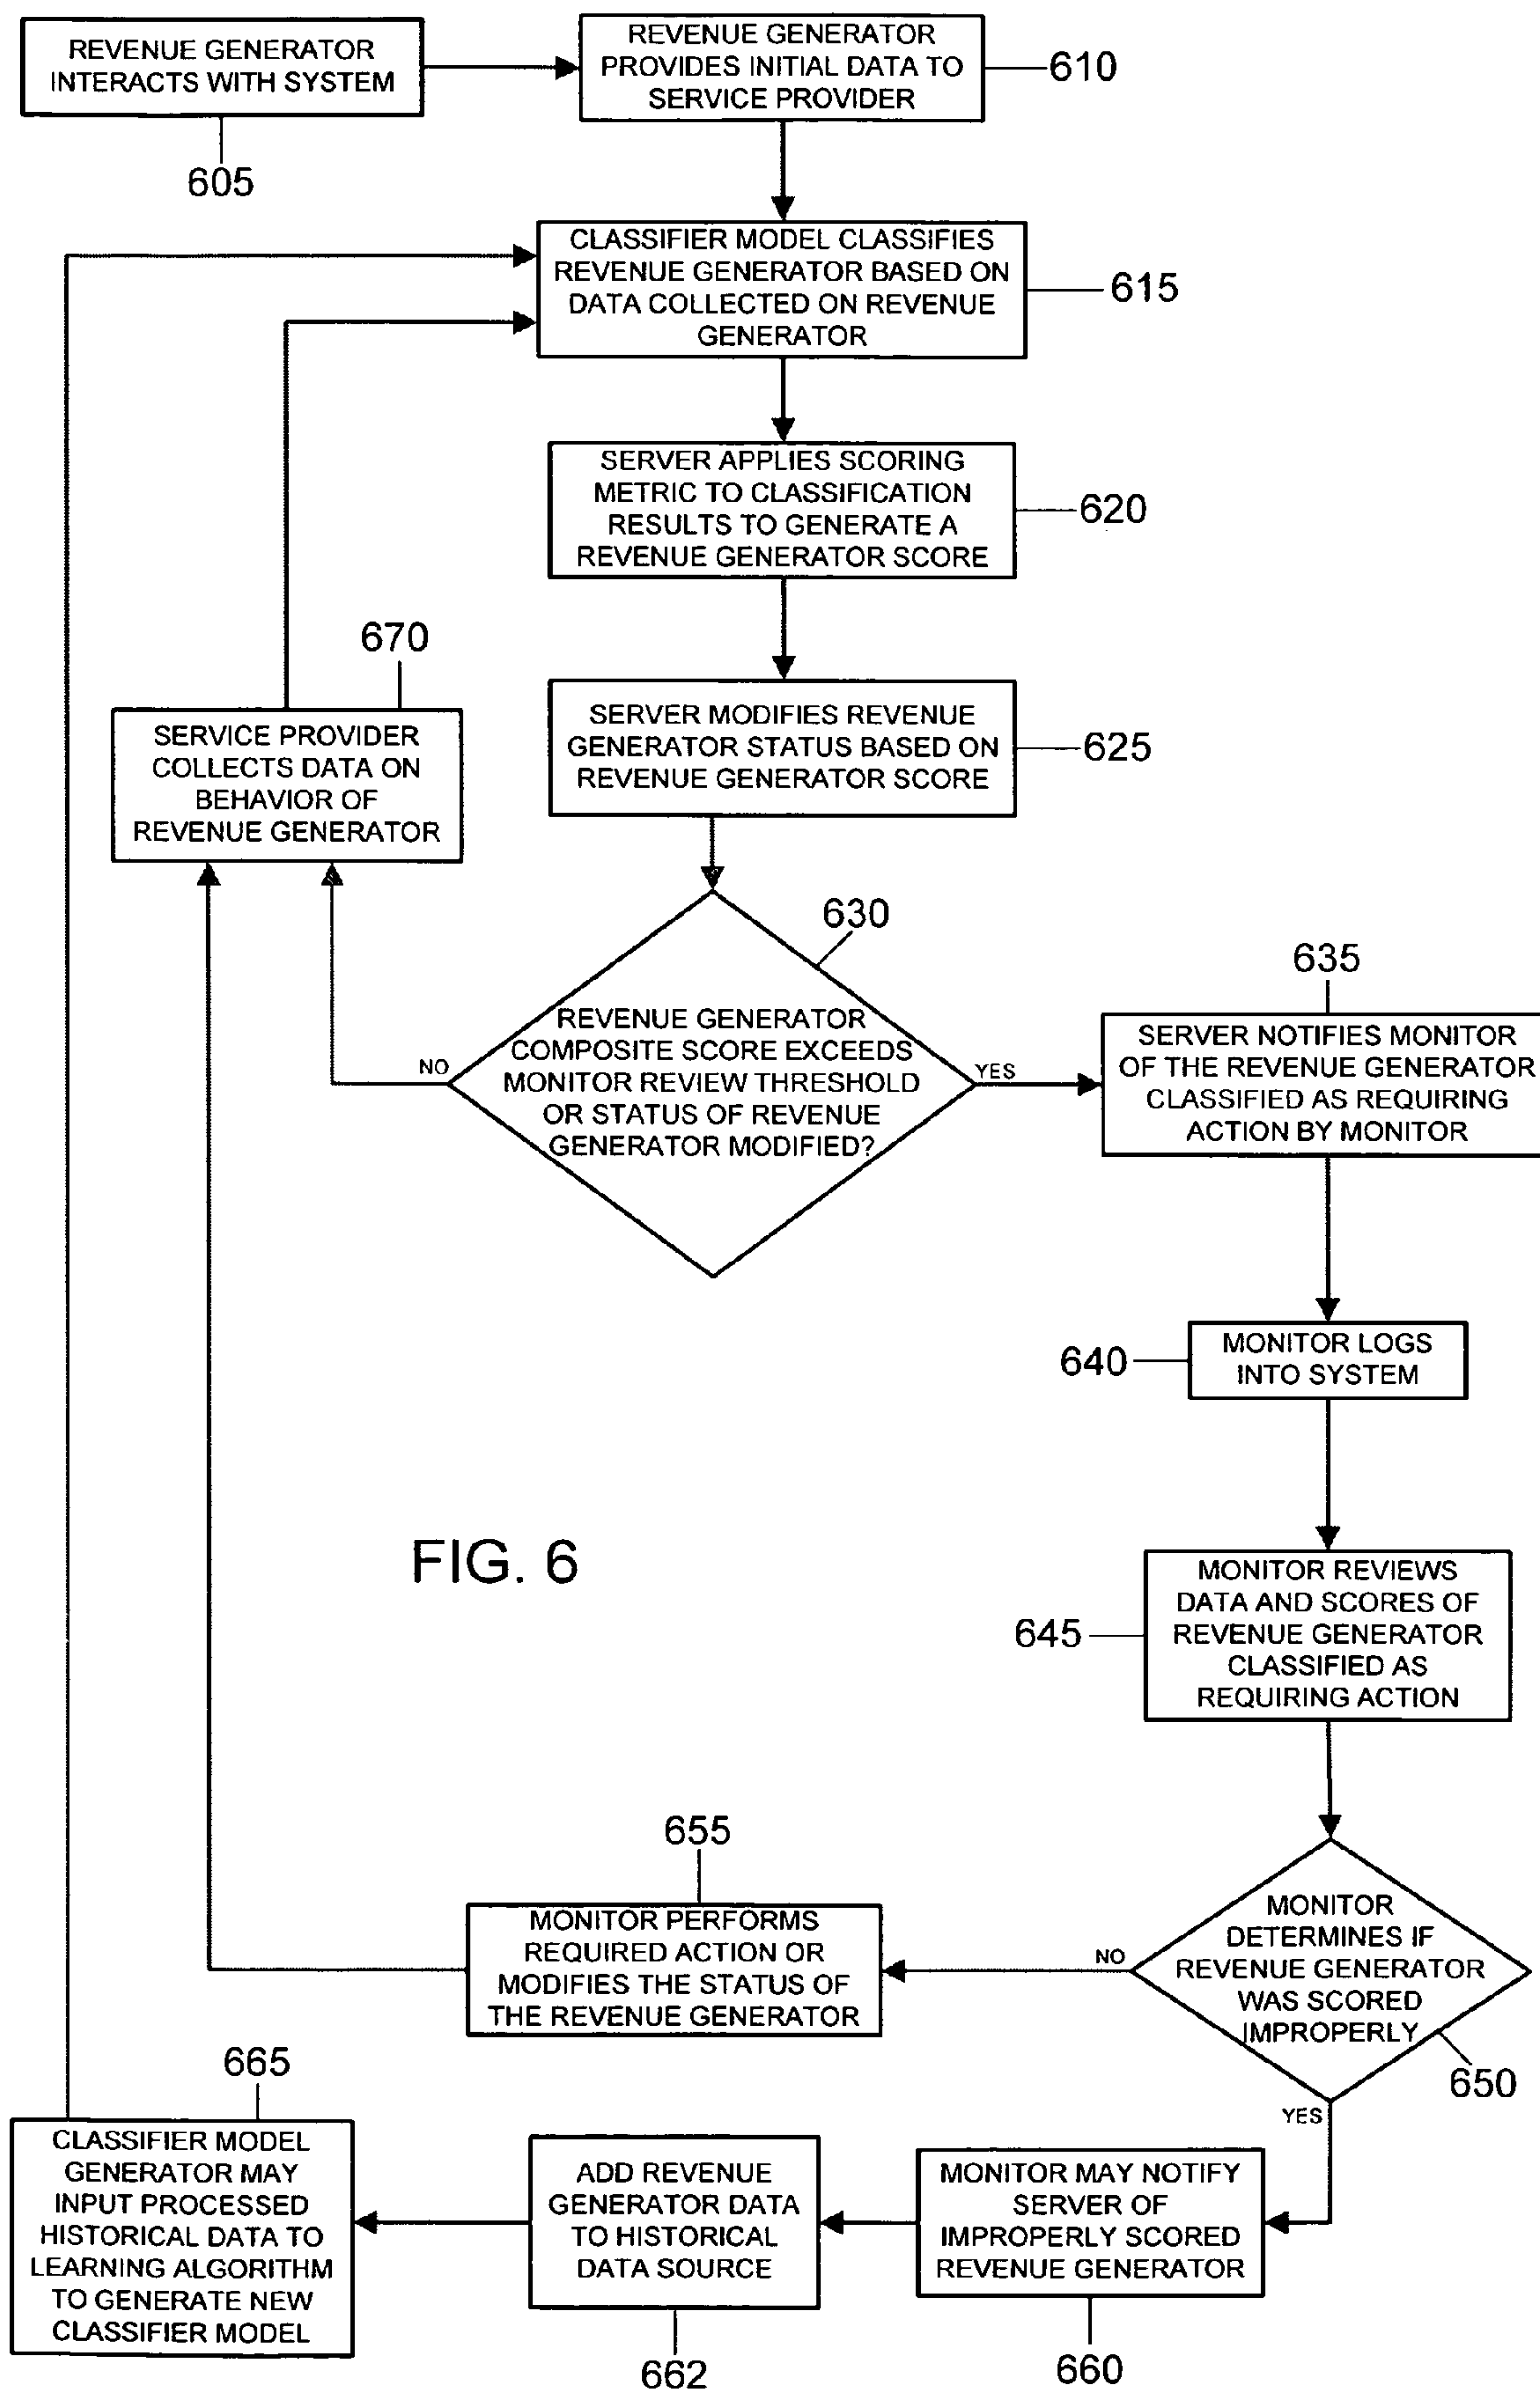 REVENUE GENERATOR
INTERACTS WITH SYSTEM
605
REVENUE GENERATOR
PROVIDES INITIAL DATA TO
SERVICE PROVIDER
610
CLASSIFIER MODEL CLASSIFIES
REVENUE GENERATOR BASED ON
DATA COLLECTED ON REVENUE
GENERATOR
615
SERVER APPLIES SCORING
METRIC TO CLASSIFICATION
RESULTS TO GENERATE A
REVENUE GENERATOR SCORE
620
670
SERVICE PROVIDER
COLLECTS DATA ON
BEHAVIOR OF
REVENUE GENERATOR
SERVER MODIFIES REVENUE
GENERATOR STATUS BASED ON
REVENUE GENERATOR SCORE
625
630
REVENUE GENERATOR
COMPOSITE SCORE EXCEEDS
MONITOR REVIEW THRESHOLD
OR STATUS OF REVENUE
GENERATOR MODIFIED?
NO
YES
635
SERVER NOTIFIES MONITOR
OF THE REVENUE GENERATOR
CLASSIFIED AS REQUIRING
ACTION BY MONITOR
640
MONITOR LOGS
INTO SYSTEM
FIG. 6
645
MONITOR REVIEWS
DATA AND SCORES OF
REVENUE GENERATOR
CLASSIFIED AS
REQUIRING ACTION
MONITOR
DETERMINES IF
REVENUE GENERATOR
WAS SCORED
IMPROPERLY
650
NO
YES
655
MONITOR PERFORMS
REQUIRED ACTION OR
MODIFIES THE STATUS OF
THE REVENUE GENERATOR
MONITOR MAY NOTIFY
SERVER OF
IMPROPERLY SCORED
REVENUE GENERATOR
660
ADD REVENUE
GENERATOR DATA
TO HISTORICAL
DATA SOURCE
662
665
CLASSIFIER MODEL
GENERATOR MAY
INPUT PROCESSED
HISTORICAL DATA TO
LEARNING ALGORITHM
TO GENERATE NEW
CLASSIFIER MODEL